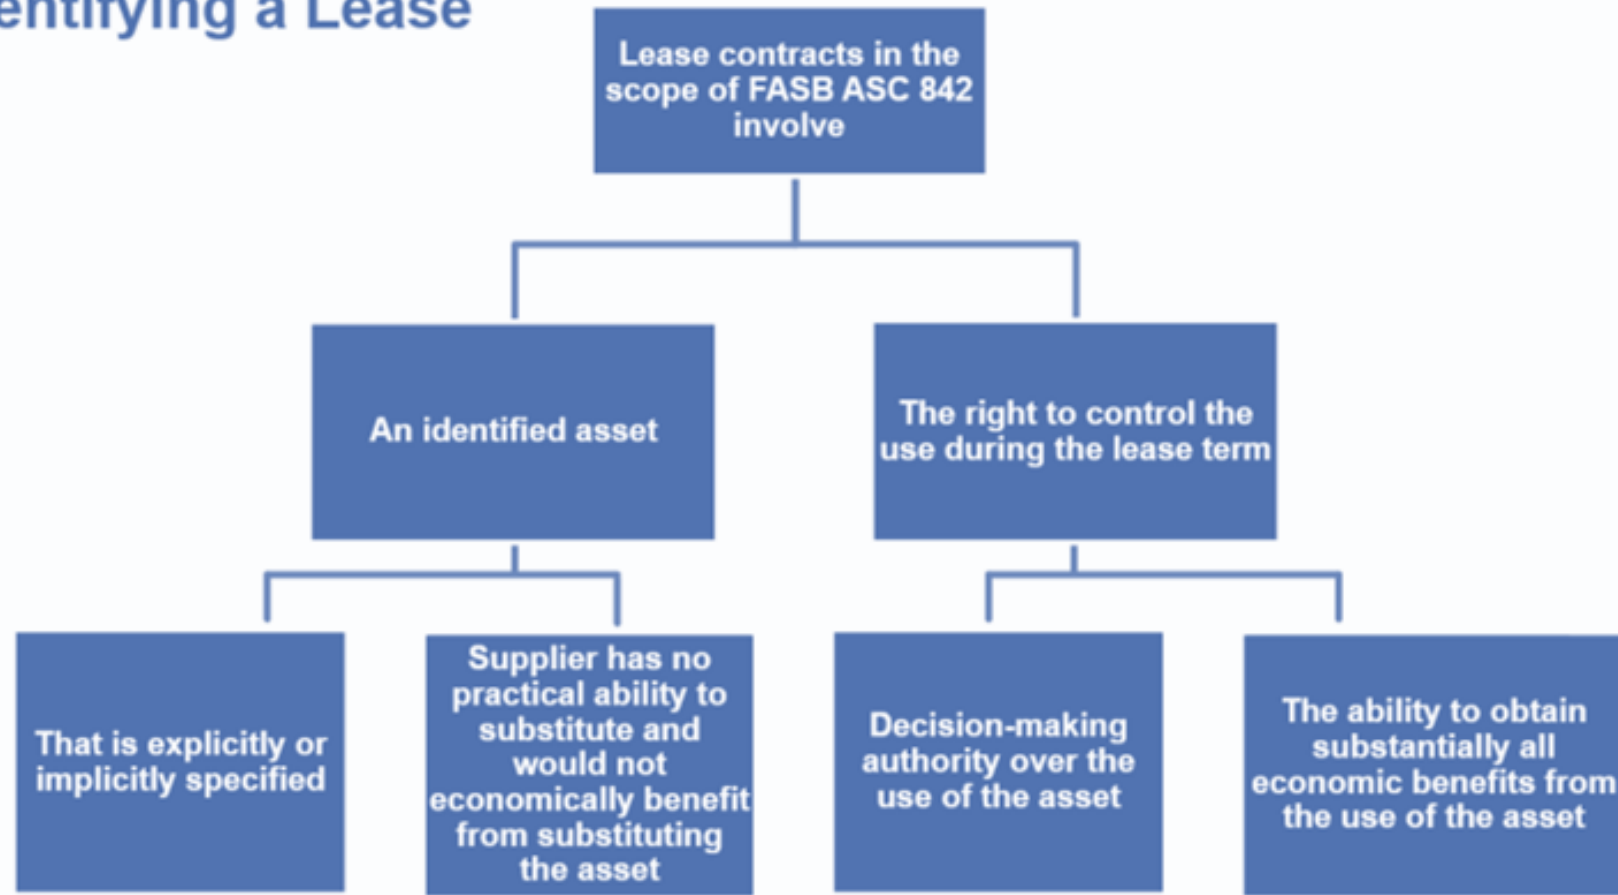 entifying a Lease
Lease contracts in the
scope of FASB ASC 842
involve
An identified asset
The right to control the
use during the lease term
That is explicitly or
implicitly specified
Supplier has no
practical ability to
substitute and
would not
economically benefit
from substituting
the asset
Decision-making
authority over the
use of the asset
The ability to obtain
substantially all
economic benefits from
the use of the asset